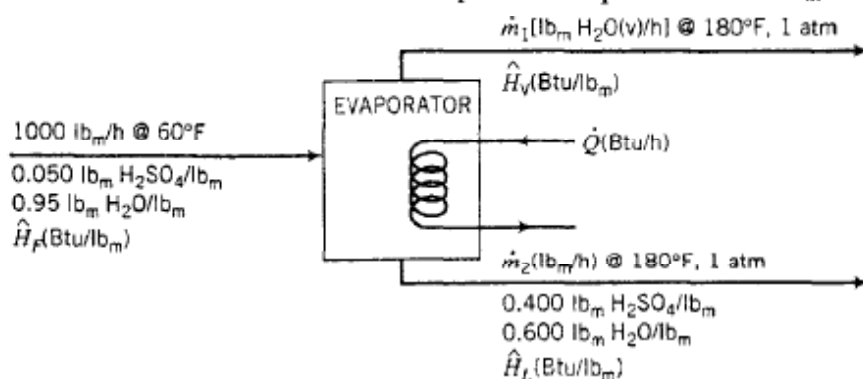 ṁ₁[lbₘ H₂O(v)/h] @ 180°F, 1 atm
Ĥᵥ(Btu/lbₘ)
EVAPORATOR
1000 lbₘ/h @ 60°F
Q̇(Btu/h)
0.050 lbₘ H₂SO₄/lbₘ
0.95 lbₘ H₂O/lbₘ
Ĥ_F(Btu/lbₘ)
ṁ₂(lbₘ/h) @ 180°F, 1 atm
0.400 lbₘ H₂SO₄/lbₘ
0.600 lbₘ H₂O/lbₘ
Ĥ_L(Btu/lbₘ)